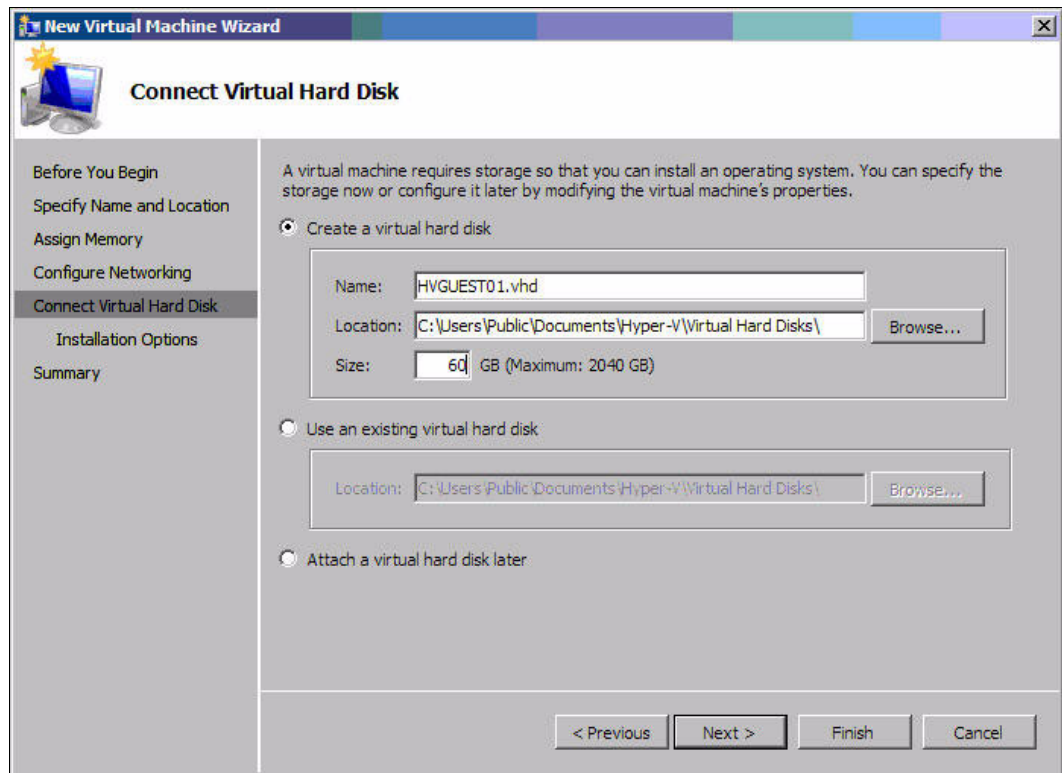 New Virtual Machine Wizard
Connect Virtual Hard Disk
Before You Begin
Specify Name and Location
Assign Memory
Configure Networking
Connect Virtual Hard Disk
Installation Options
Summary
A virtual machine requires storage so that you can install an operating system. You can specify the
storage now or configure it later by modifying the virtual machine's properties.
Create a virtual hard disk
Name: HVGUEST01.vhd
Location: C:\Users\Public\Documents\Hyper-V\Virtual Hard Disks\ Browse...
Size: 60 GB (Maximum: 2040 GB)
Use an existing virtual hard disk
Location: C:\Users\Public\Documents\Hyper-V\Virtual Hard Disks\ Browse...
Attach a virtual hard disk later
< Previous Next > Finish Cancel